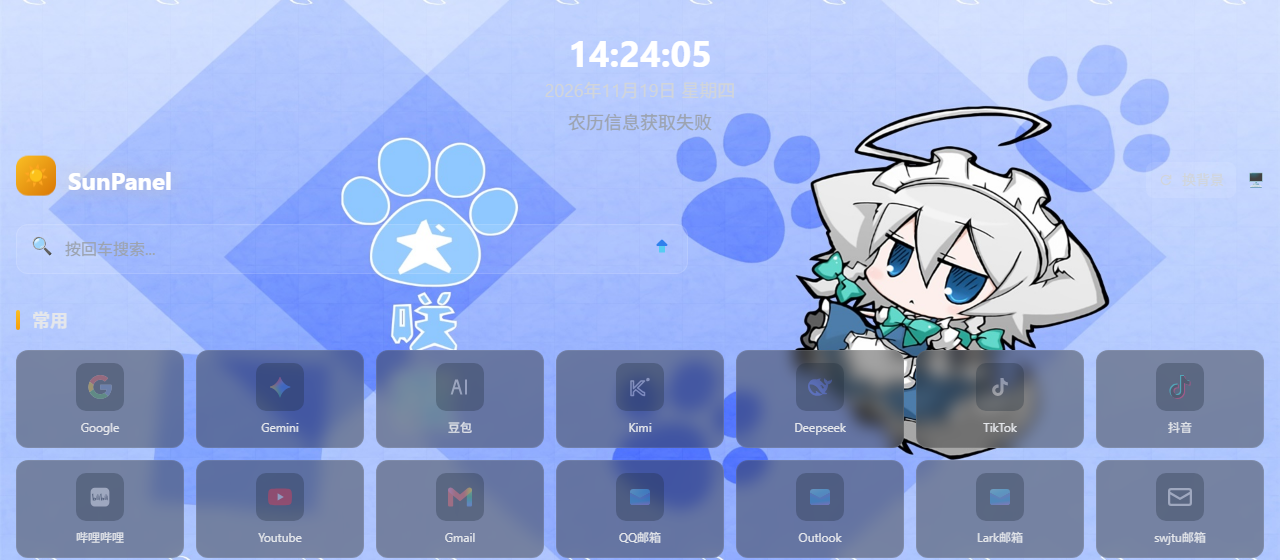 14:24:05
2026年11月19日 星期四
农历信息获取失败
SunPanel
按回车搜索...
咲
常用
Google
Gemini
AI
豆包
Kimi
Deepseek
TikTok
抖音
哔哩哔哩
Youtube
Gmail
QQ邮箱
Outlook
Lark邮箱
swjtu邮箱